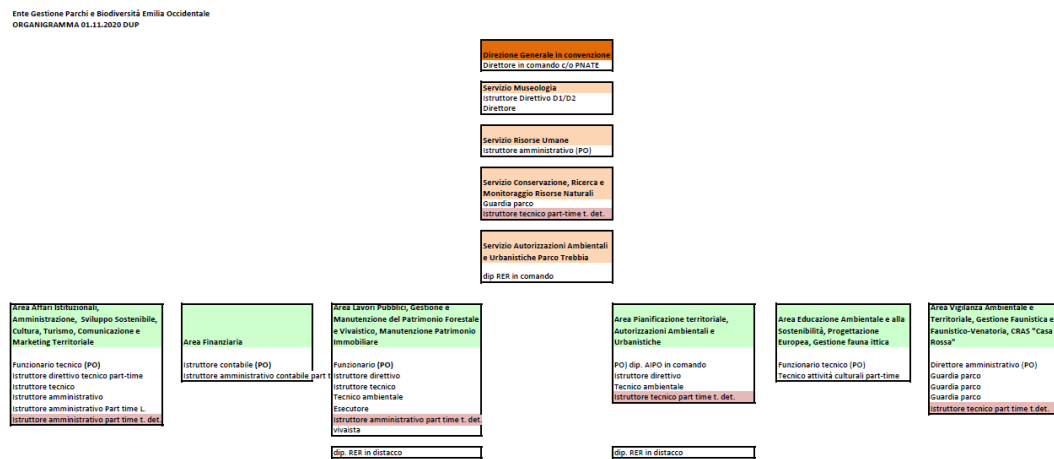 Ente Gestione Parchi e Biodiversità Emilia Occidentale
ORGANIGRAMMA 01.11.2020 DUP
Direzione Generale in convenzione
Direttore in comando c/o PNATE
Servizio Museologia
Istruttore Direttivo D1/D2
Direttore
Servizio Risorse Umane
Istruttore amministrativo (PO)
Servizio Conservazione, Ricerca e
Monitoraggio Risorse Naturali
Guardia parco
Istruttore tecnico part-time t. det.
Servizio Autorizzazioni Ambientali
e Urbanistiche Parco Trebbia
dip RER in comando
Area Affari Istituzionali,
Amministrazione, Sviluppo Sostenibile,
Cultura, Turismo, Comunicazione e
Marketing Territoriale
Funzionario tecnico (PO)
Istruttore direttivo tecnico part-time
Istruttore tecnico
Istruttore amministrativo
Istruttore amministrativo Part time L.
Istruttore amministrativo part time t. det.
Area Finanziaria
Istruttore contabile (PO)
Istruttore amministrativo contabile part t
Area Lavori Pubblici, Gestione e
Manutenzione del Patrimonio Forestale
e Vivaistico, Manutenzione Patrimonio
Immobiliare
Funzionario (PO)
Istruttore direttivo
Istruttore tecnico
Tecnico ambientale
Esecutore
Istruttore amministrativo part time t. det.
vivaista
dip. RER in distacco
Area Pianificazione territoriale,
Autorizzazioni Ambientali e
Urbanistiche
PO) dip. AIPO in comando
Istruttore direttivo
Tecnico ambientale
Istruttore tecnico part time t. det.
dip. RER in distacco
Area Educazione Ambientale e alla
Sostenibilità, Progettazione
Europea, Gestione fauna ittica
Funzionario tecnico (PO)
Tecnico attività culturali part-time
Area Vigilanza Ambientale e
Territoriale, Gestione Faunistica e
Faunistico-Venatoria, CRAS "Casa
Rossa"
Direttore amministrativo (PO)
Guardia parco
Guardia parco
Guardia parco
Istruttore tecnico part time t.det.